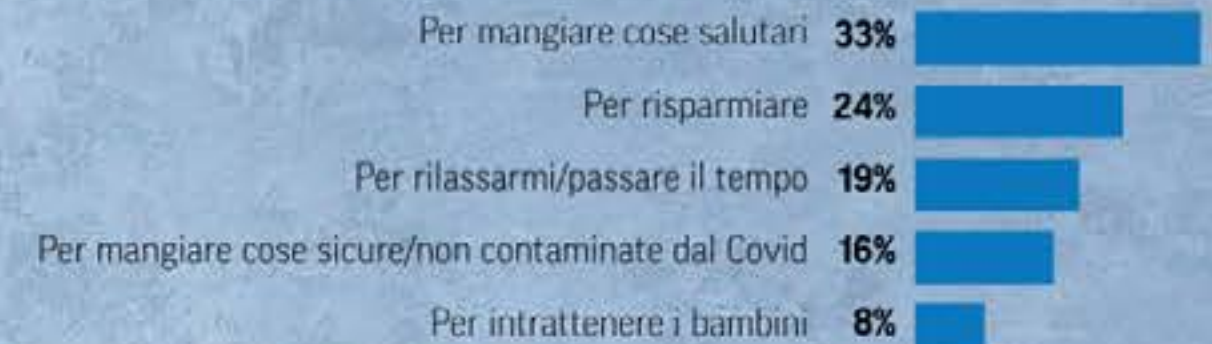 Per mangiare cose salutari 33%
Per risparmiare 24%
Per rilassarmi/passare il tempo 19%
Per mangiare cose sicure/non contaminate dal Covid 16%
Per intrattenere i bambini 8%